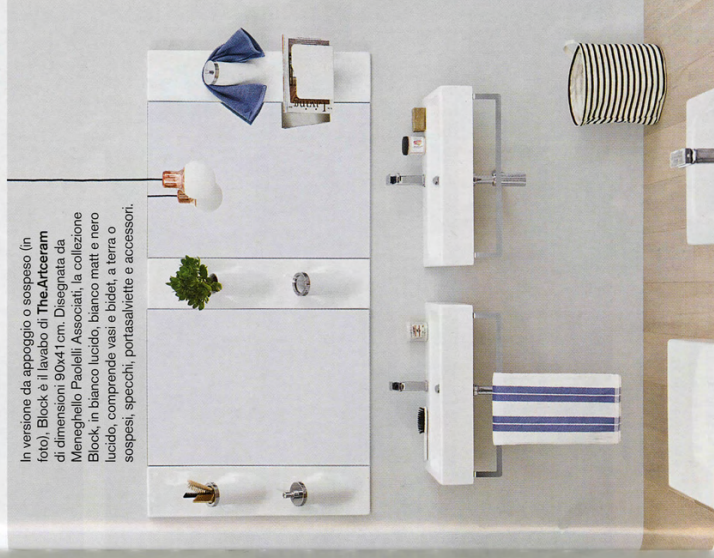 In versione da appoggio o sospeso (in
foto), Block è il lavabo di The.Artceram
di dimensioni 90x41cm. Disegnata da
Meneghello Paolelli Associati, la collezione
Block, in bianco lucido, bianco matt e nero
lucido, comprende vasi e bidet, a terra o
sospesi, specchi, portasalviette e accessori.